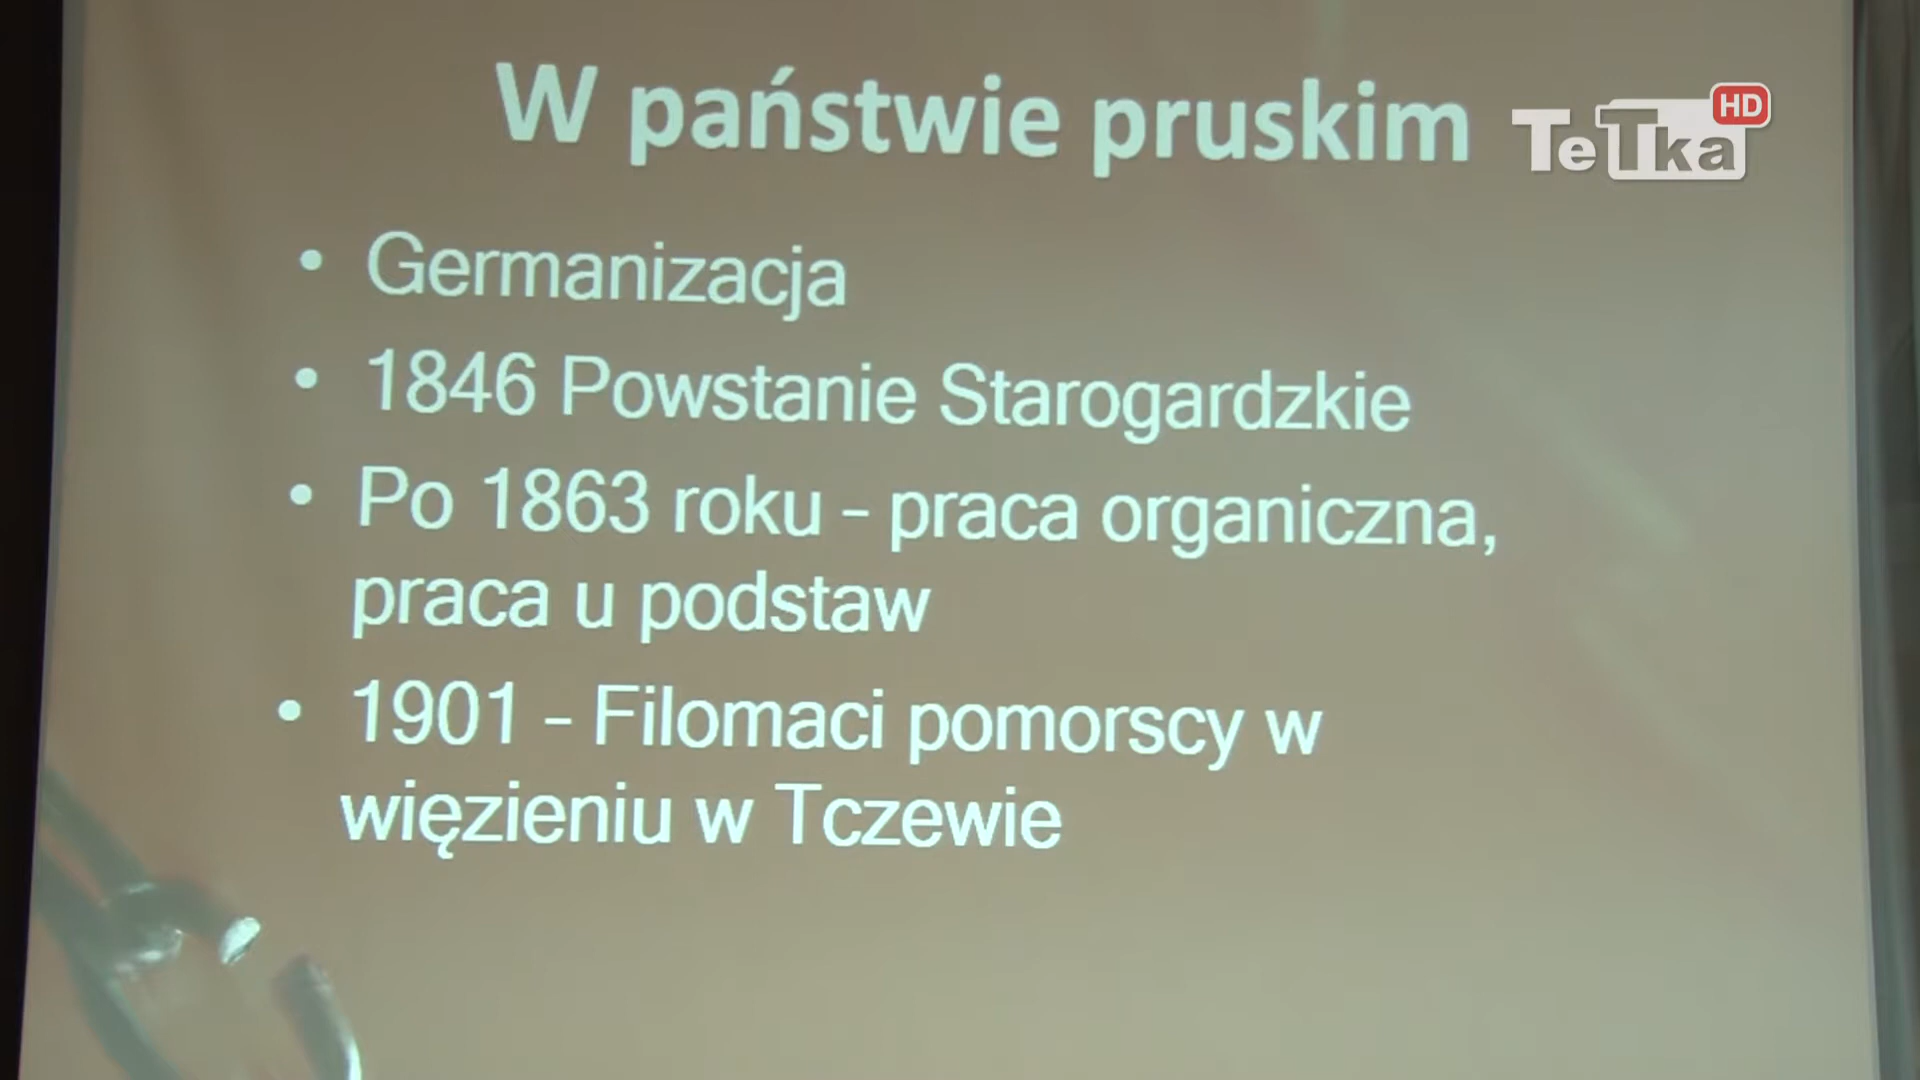 W państwie pruskim
TeTka HD
• Germanizacja
• 1846 Powstanie Starogardzkie
• Po 1863 roku – praca organiczna,
praca u podstaw
• 1901 – Filomaci pomorscy w
więzieniu w Tczewie